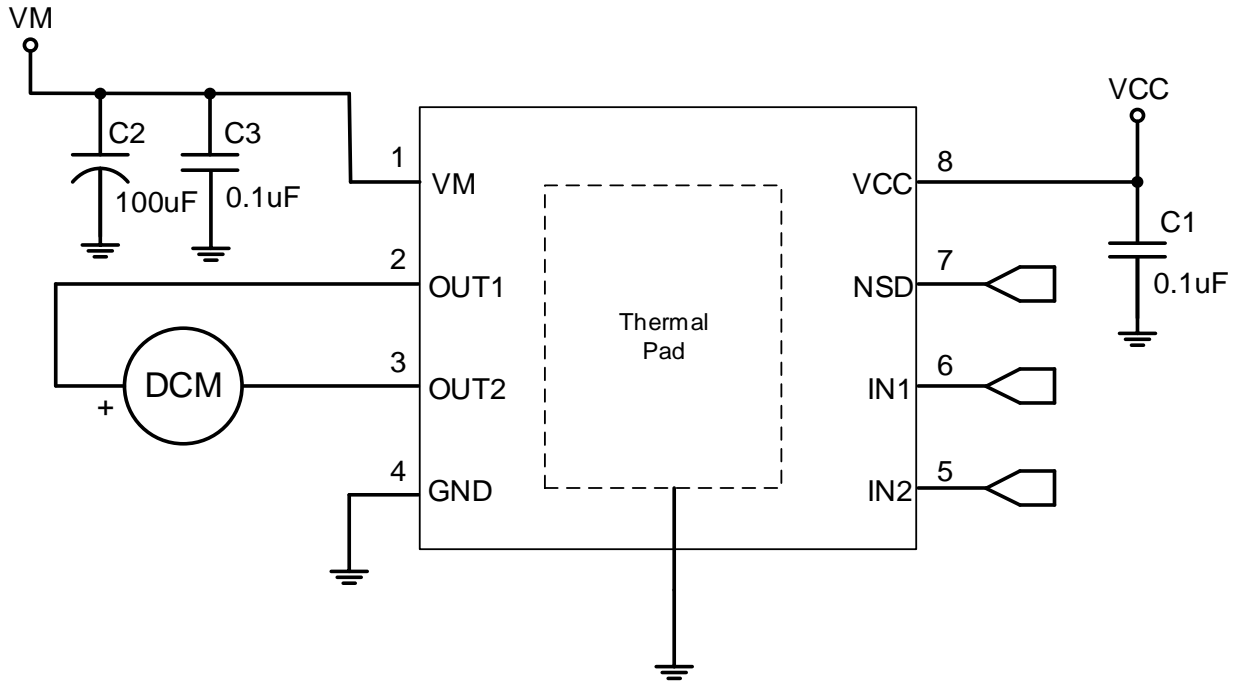 VM
C2
100uF
C3
0.1uF
1
VM
2
OUT1
3
OUT2
4
GND
DCM
+
Thermal
Pad
VCC
8
VCC
7
NSD
6
IN1
5
IN2
C1
0.1uF